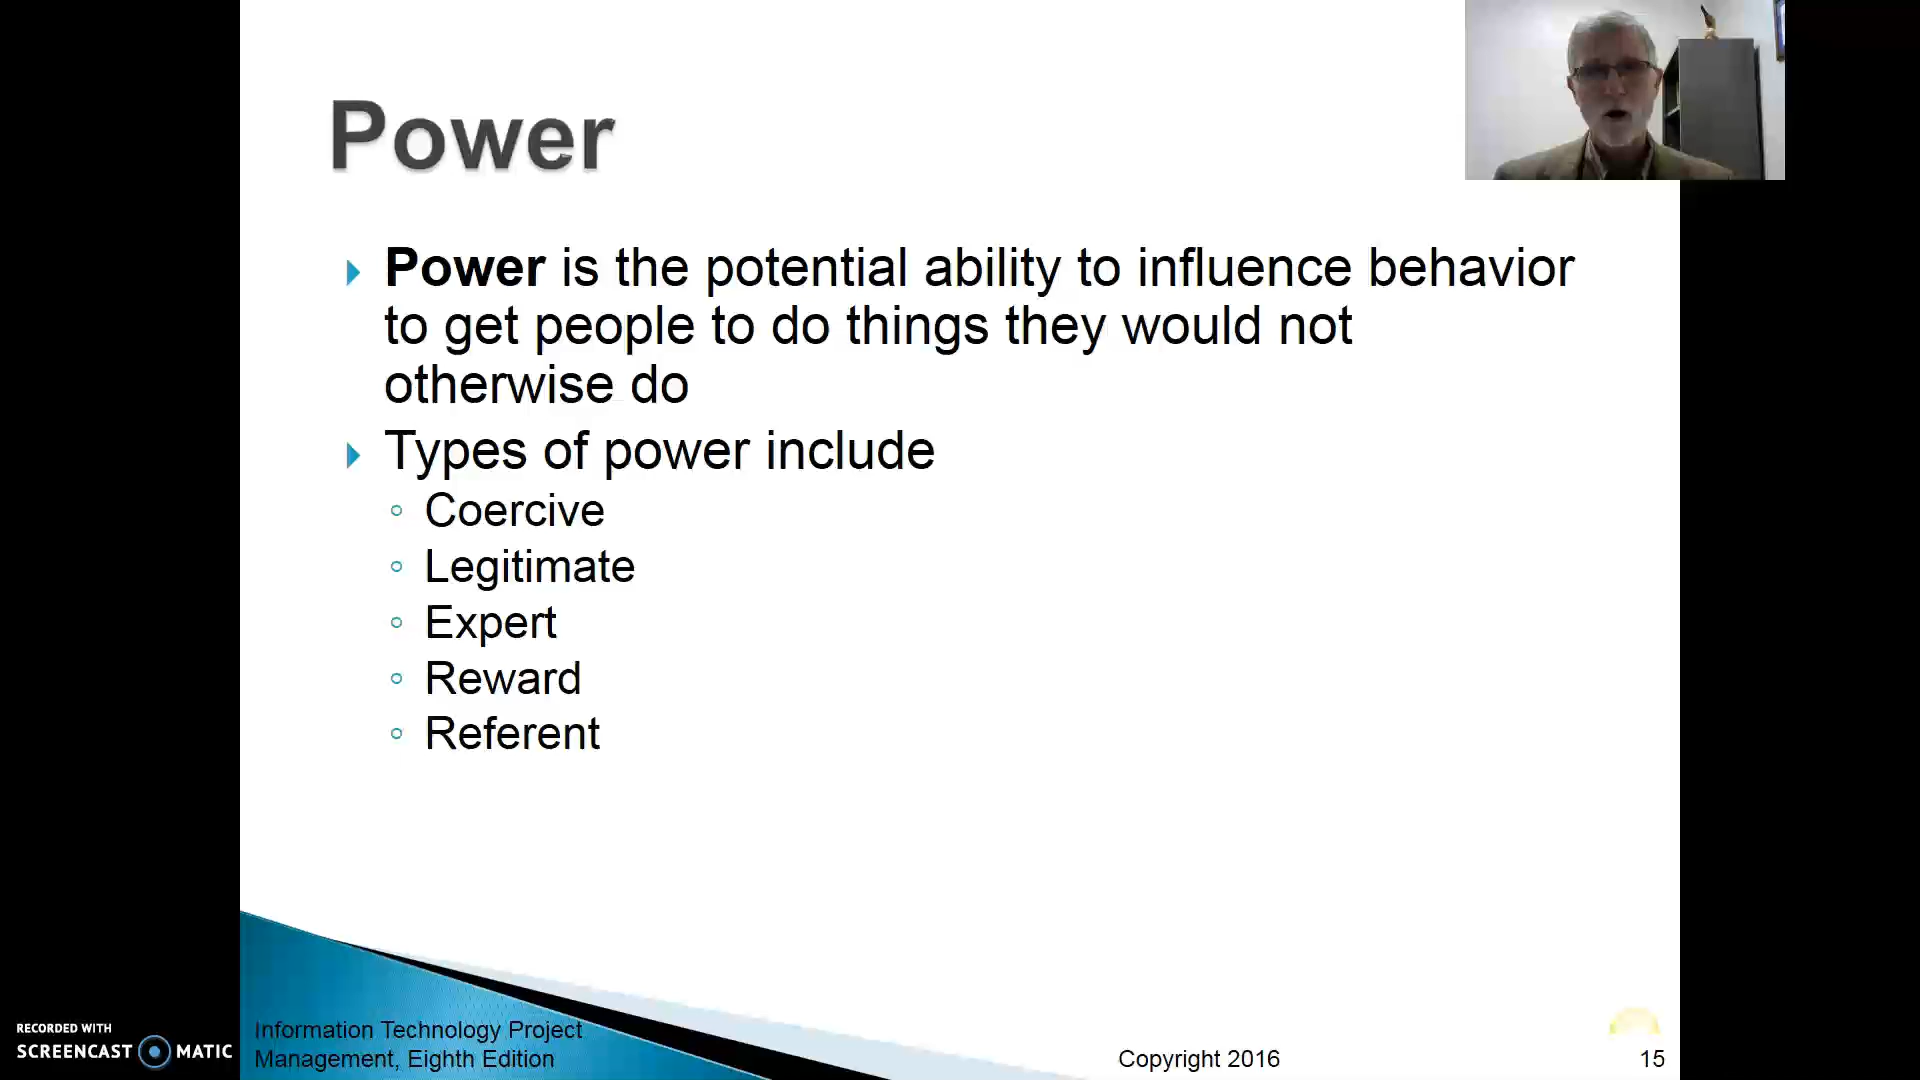 Power
Power is the potential ability to influence behavior
to get people to do things they would not
otherwise do
Types of power include
Coercive
Legitimate
Expert
Reward
Referent
RECORDED WITH
SCREENCAST MATIC
Information Technology Project
Management, Eighth Edition
Copyright 2016
15